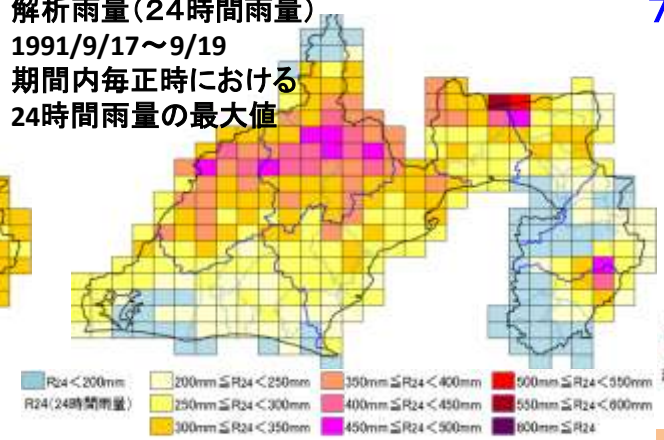 解析雨量(24時間雨量)
1991/9/17～9/19
期間内毎正時における
24時間雨量の最大値
7
R24＜200mm
200mm≦R24＜250mm
350mm≦R24＜400mm
500mm≦R24＜550mm
R24(24時間雨量)
250mm≦R24＜300mm
400mm≦R24＜450mm
550mm≦R24＜600mm
300mm≦R24＜350mm
450mm≦R24＜500mm
600mm≦R24